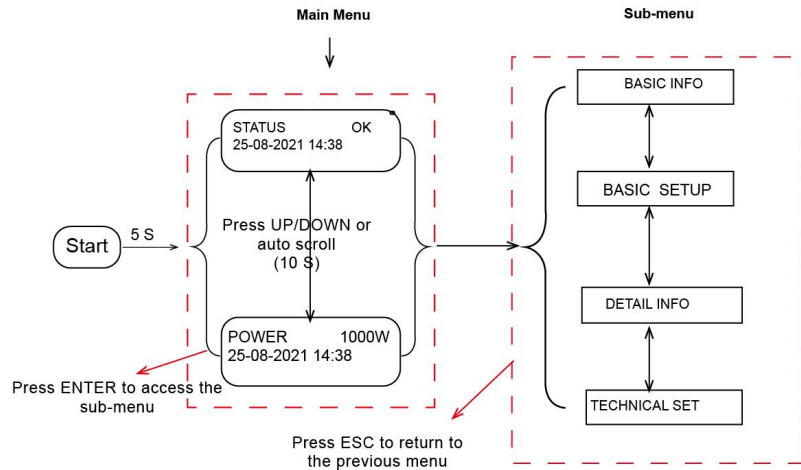 Main Menu
Sub-menu
Start
5 S
STATUS OK
25-08-2021 14:38
Press UP/DOWN or
auto scroll
(10 S)
POWER 1000W
25-08-2021 14:38
Press ENTER to access the
sub-menu
BASIC INFO
BASIC SETUP
DETAIL INFO
TECHNICAL SET
Press ESC to return to
the previous menu